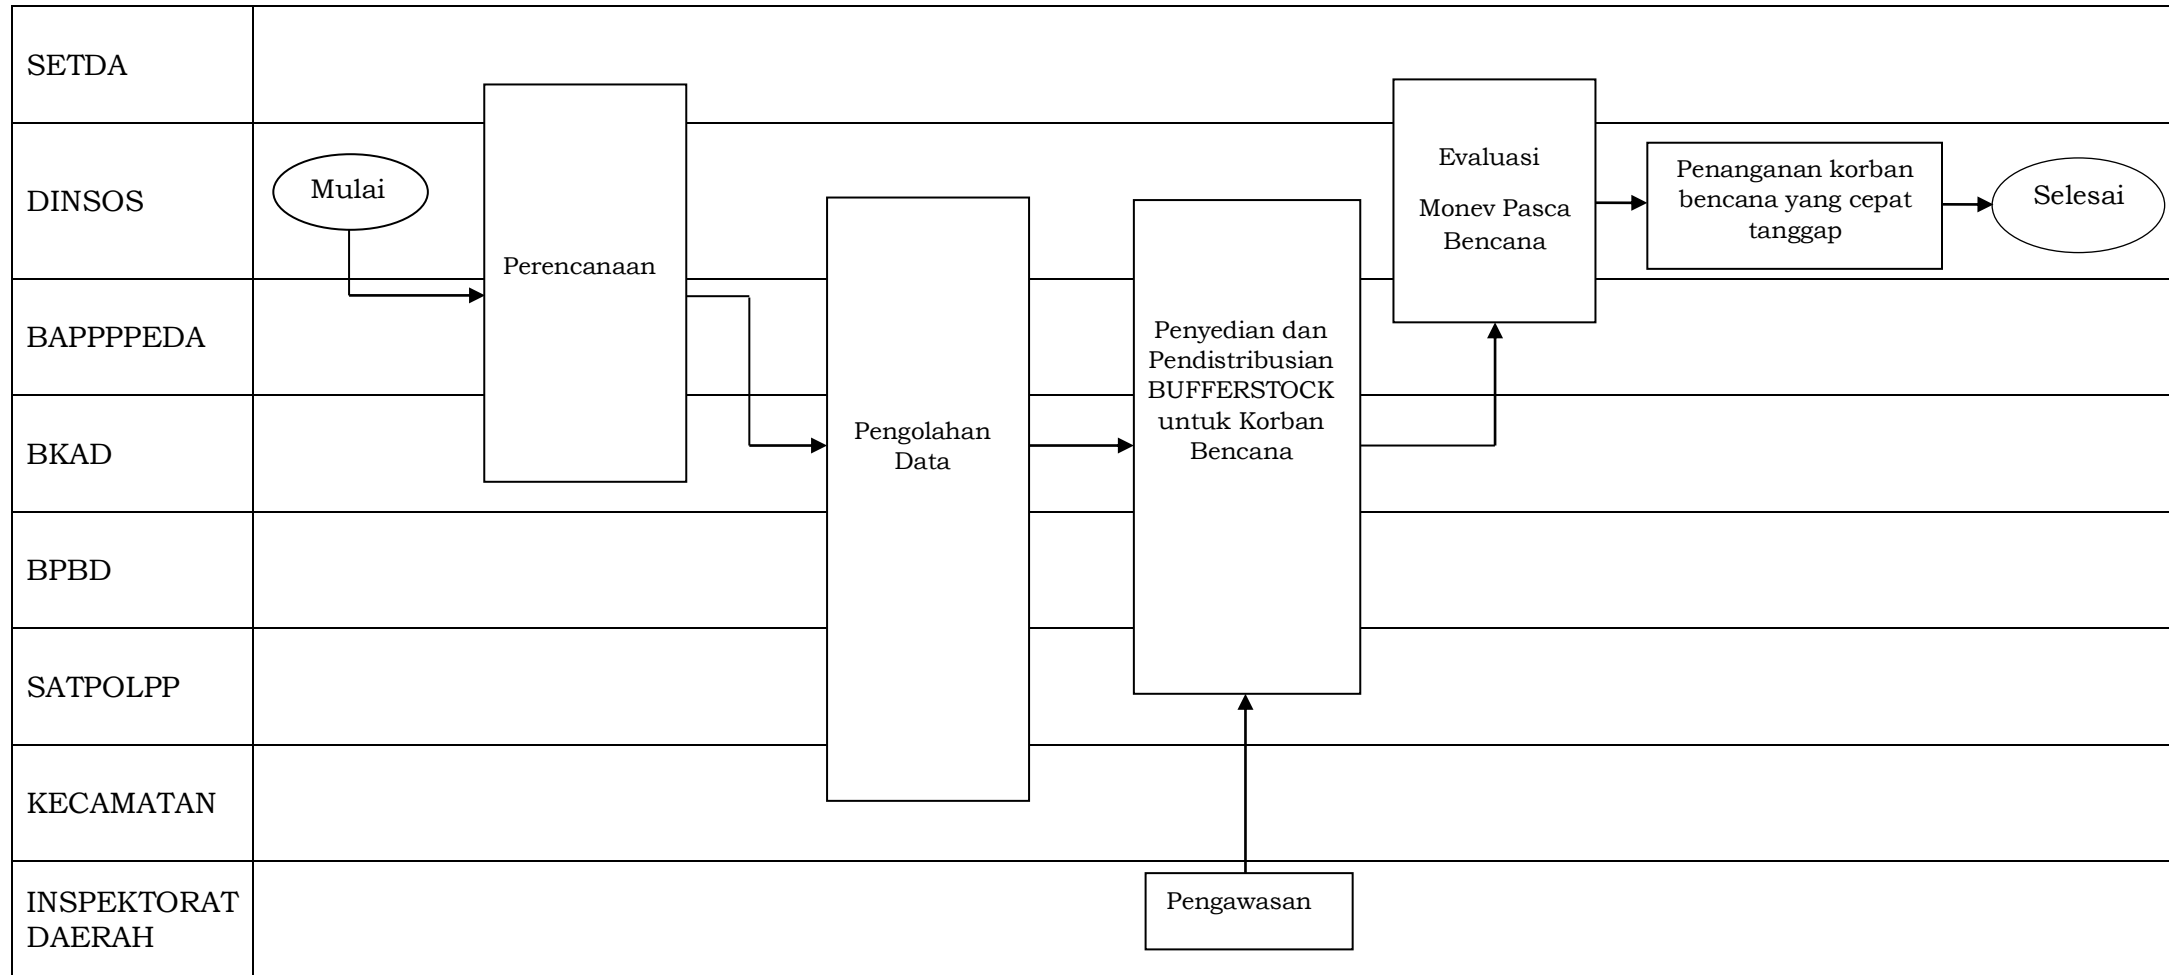 SETDA
DINSOS
BAPPPPEDA
BKAD
BPBD
SATPOLPP
KECAMATAN
INSPEKTORAT
DAERAH
Mulai
Perencanaan
Pengolahan
Data
Penyedian dan
Pendistribusian
BUFFERSTOCK
untuk Korban
Bencana
Pengawasan
Evaluasi
Monev Pasca
Bencana
Penanganan korban
bencana yang cepat
tanggap
Selesai